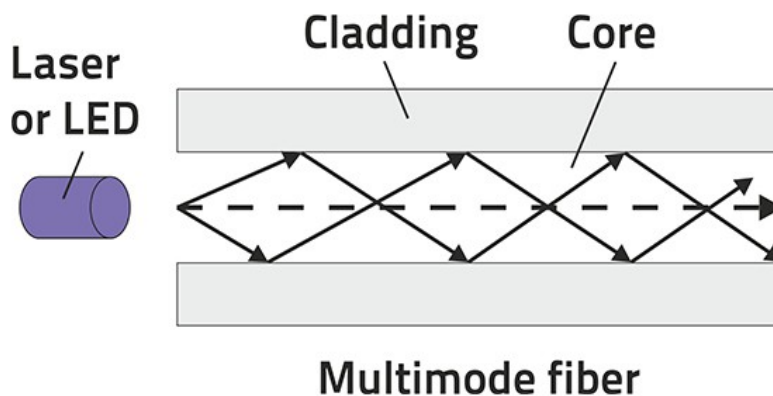 Cladding
Core
Laser
or LED
Multimode fiber